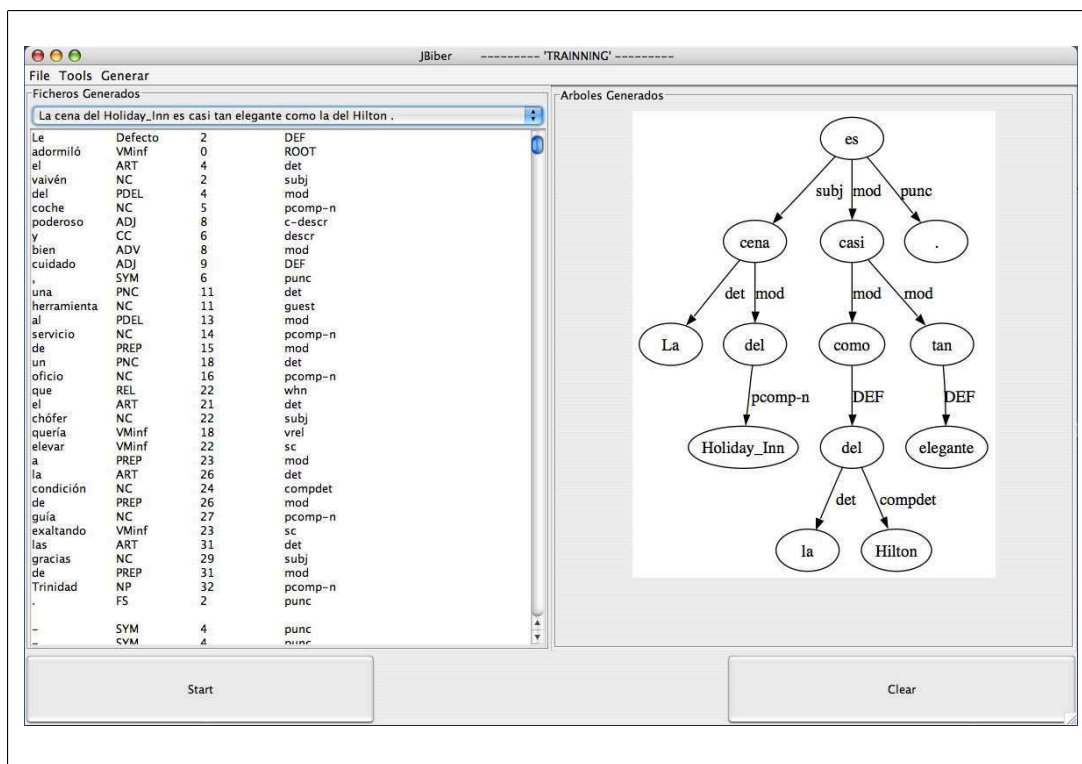 JBiber --------- 'TRAINNING' ---------
File Tools Generar
Ficheros Generados
La cena del Holiday_Inn es casi tan elegante como la del Hilton .
Le Defecto 2 DEF
adormiló VMinf 0 ROOT
el ART 4 det
vaivén NC 2 subj
del PDEL 4 mod
coche NC 5 pcomp-n
poderoso ADJ 8 c-descr
y CC 6 descr
bien ADV 8 mod
cuidado ADJ 9 DEF
, SYM 6 punc
una PNC 11 det
herramienta NC 11 guest
al PDEL 13 mod
servicio NC 14 pcomp-n
de PREP 15 mod
un PNC 18 det
oficio NC 16 pcomp-n
que REL 22 whn
el ART 21 det
chófer NC 22 subj
quería VMinf 18 vrel
elevar VMinf 22 sc
a PREP 23 mod
la ART 26 det
condición NC 24 compdet
de PREP 26 mod
guía NC 27 pcomp-n
exaltando VMinf 23 sc
las ART 31 det
gracias NC 29 subj
de PREP 31 mod
Trinidad NP 32 pcomp-n
. FS 2 punc
- SYM 4 punc
- SYM 4 punc
Arboles Generados
es
subj mod punc
cena casi .
det mod mod mod
La del como tan
pcomp-n DEF DEF
Holiday_Inn del elegante
det compdet
la Hilton
Start Clear